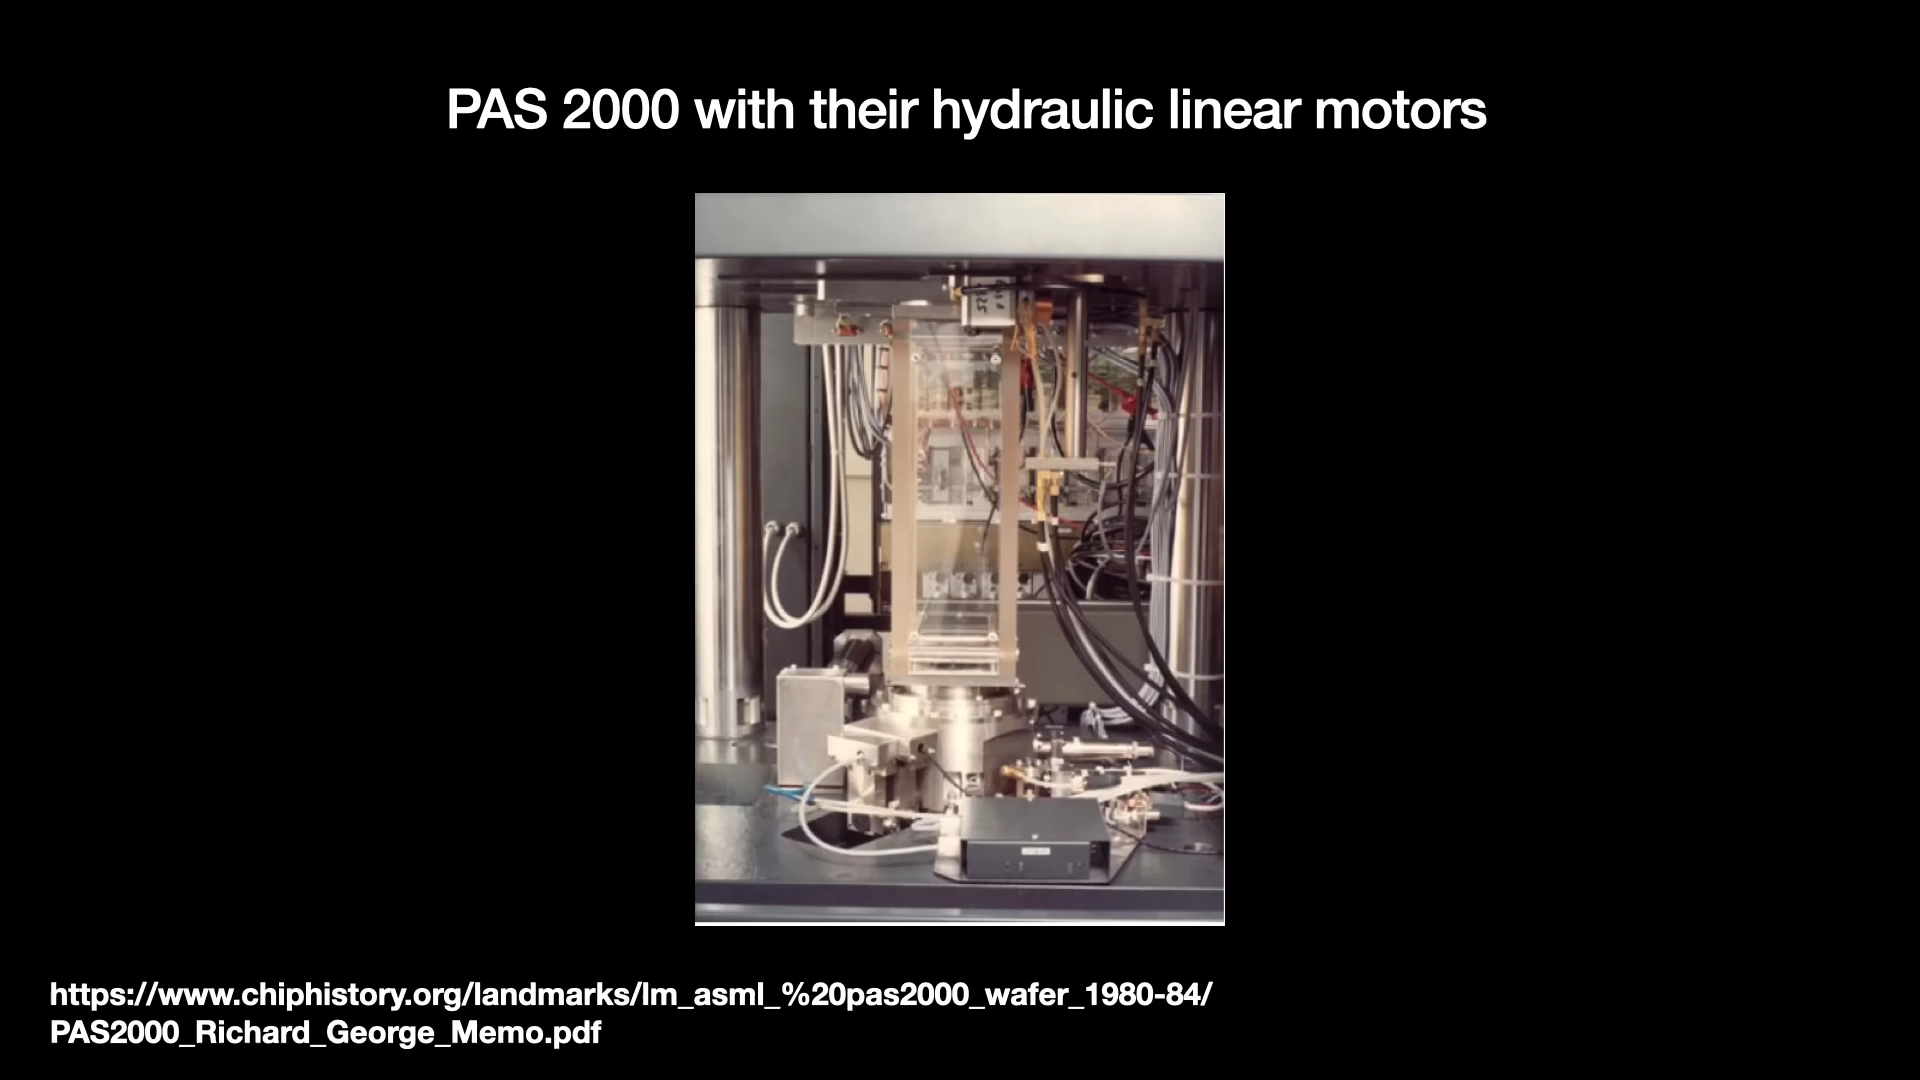 PAS 2000 with their hydraulic linear motors
https://www.chiphistory.org/landmarks/lm_asml_%20pas2000_wafer_1980-84/
PAS2000_Richard_George_Memo.pdf